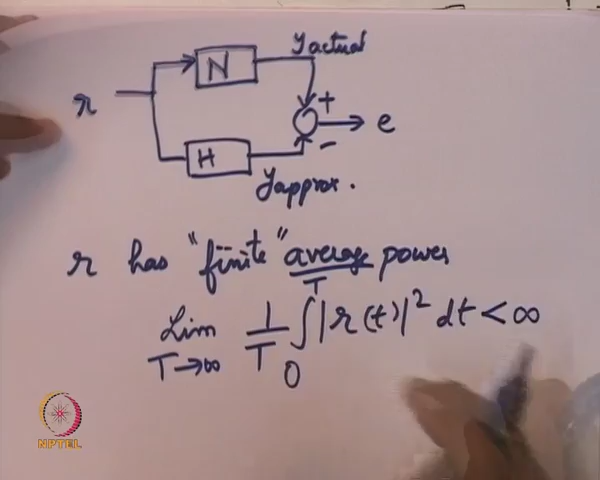 y actual
N
r
+
e
H
−
y approx.
r has "finite" average power
Lim T→∞ 1/T ∫₀ᵀ |r(t)|² dt < ∞
NPTEL